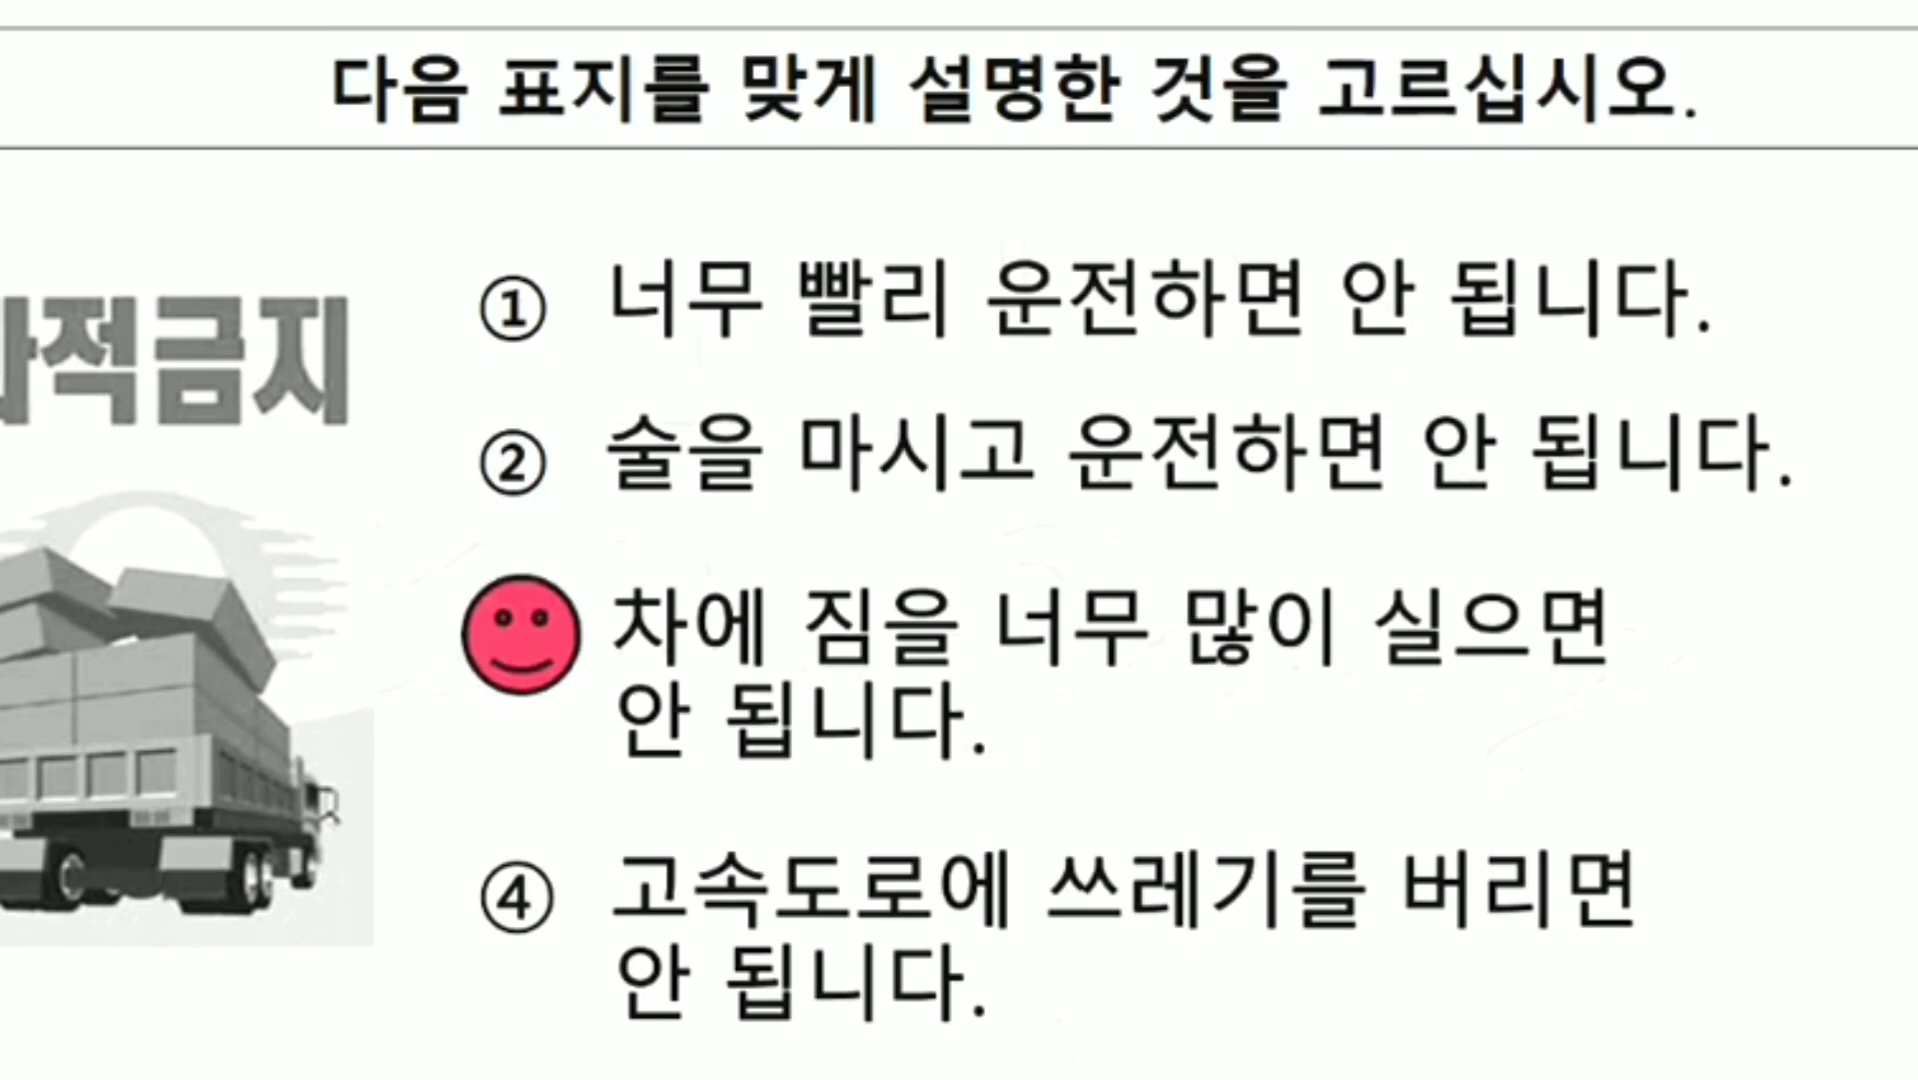 다음 표지를 맞게 설명한 것을 고르십시오.
적금지
① 너무 빨리 운전하면 안 됩니다.
② 술을 마시고 운전하면 안 됩니다.
차에 짐을 너무 많이 실으면
안 됩니다.
④ 고속도로에 쓰레기를 버리면
안 됩니다.